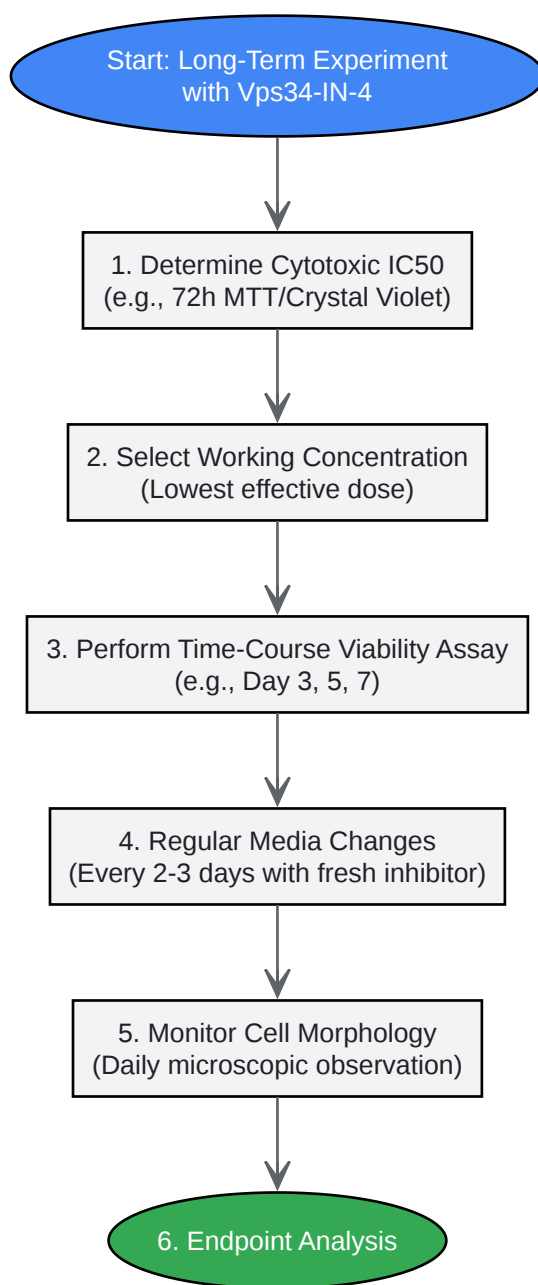 Start: Long-Term Experiment
with Vps34-IN-4
1. Determine Cytotoxic IC50
(e.g., 72h MTT/Crystal Violet)
2. Select Working Concentration
(Lowest effective dose)
3. Perform Time-Course Viability Assay
(e.g., Day 3, 5, 7)
4. Regular Media Changes
(Every 2-3 days with fresh inhibitor)
5. Monitor Cell Morphology
(Daily microscopic observation)
6. Endpoint Analysis